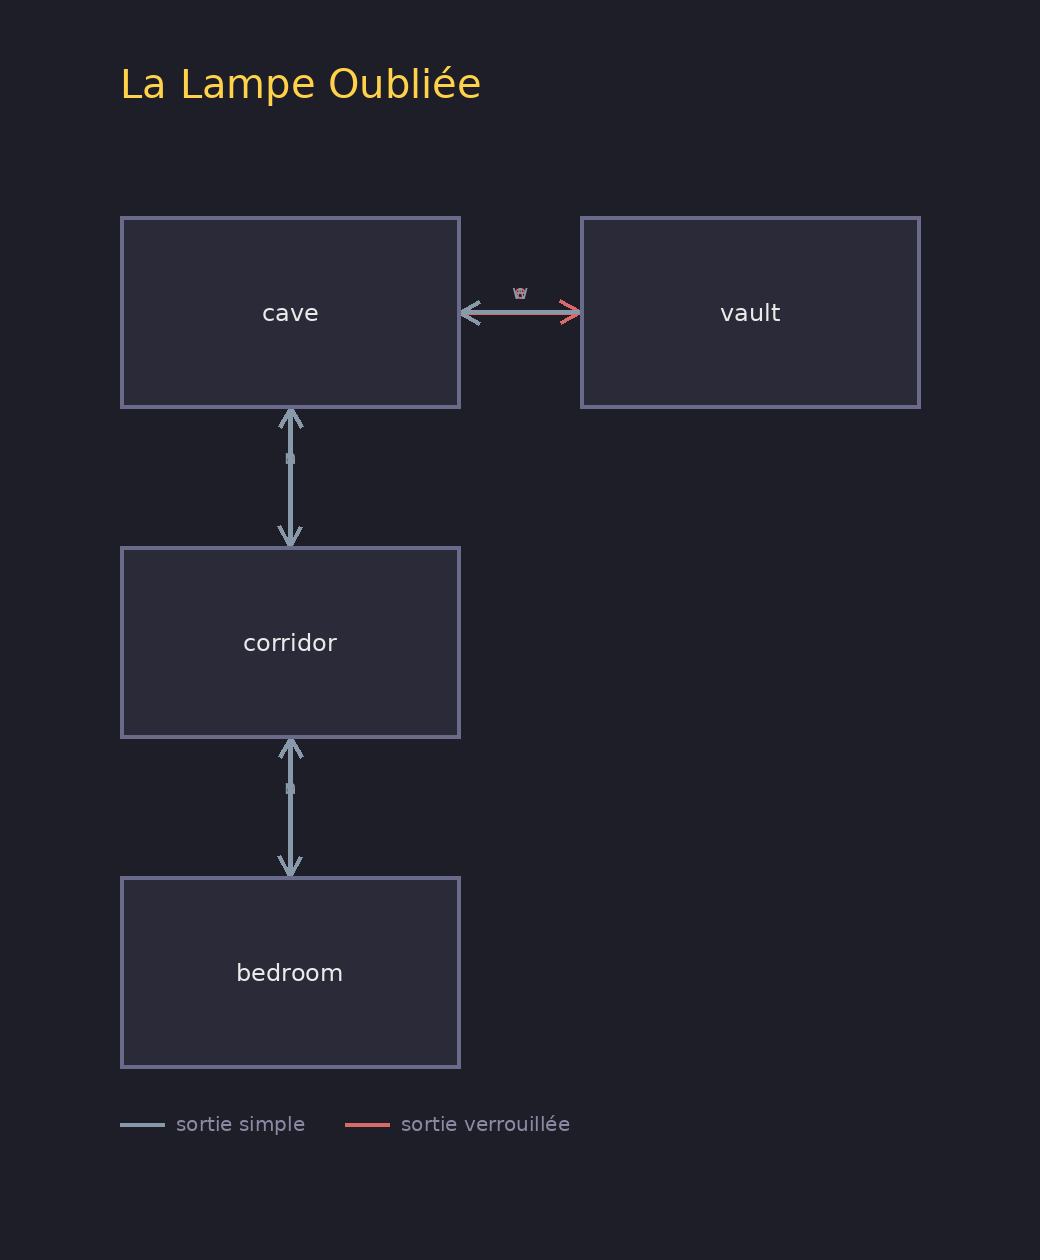 La Lampe Oubliée
cave
vault
corridor
bedroom
sortie simple
sortie verrouillée